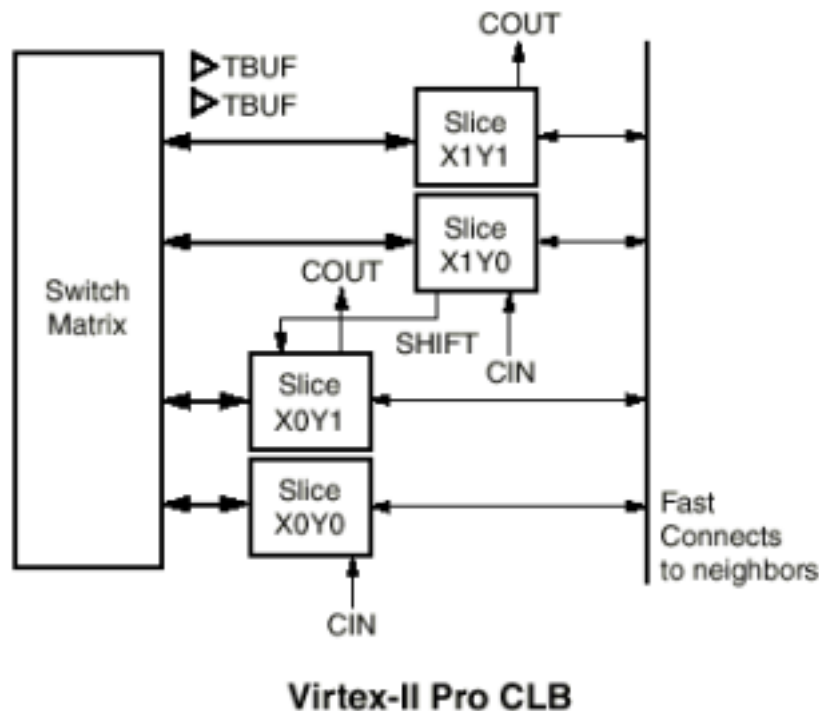 COUT
TBUF
TBUF
Slice
X1Y1
Slice
X1Y0
COUT
Switch
Matrix
SHIFT
CIN
Slice
X0Y1
Slice
X0Y0
Fast
Connects
to neighbors
CIN
Virtex-II Pro CLB